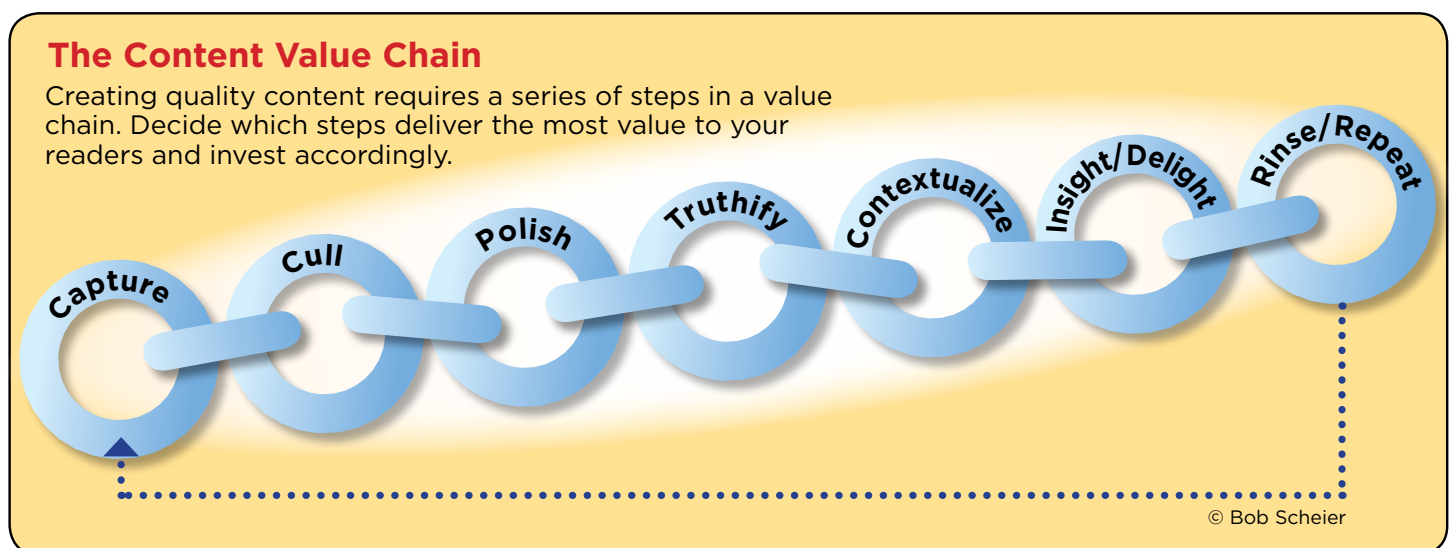 The Content Value Chain
Creating quality content requires a series of steps in a value
chain. Decide which steps deliver the most value to your
readers and invest accordingly.
Capture
Cull
Polish
Truthify
Contextualize
Insight/Delight
Rinse/Repeat
© Bob Scheier